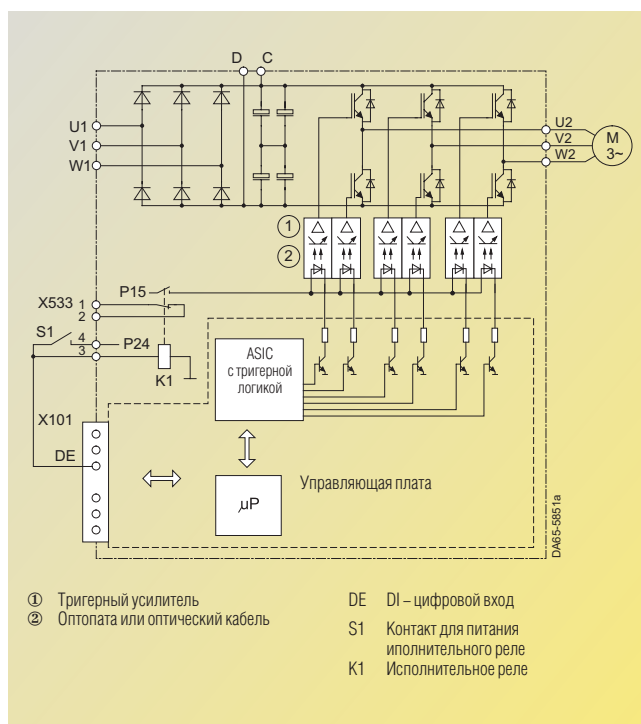 D C
U1
V1
W1
U2
V2
W2
M
3~
①
②
P15
X533
1
2
S1
4
3
P24
K1
ASIC
с тригерной
логикой
X101
DE
µP
Управляющая плата
DA65-5851a
① Тригерный усилитель
② Оптопата или оптический кабель
DE DI – цифровой вход
S1 Контакт для питания
иполнительного реле
K1 Исполнительное реле